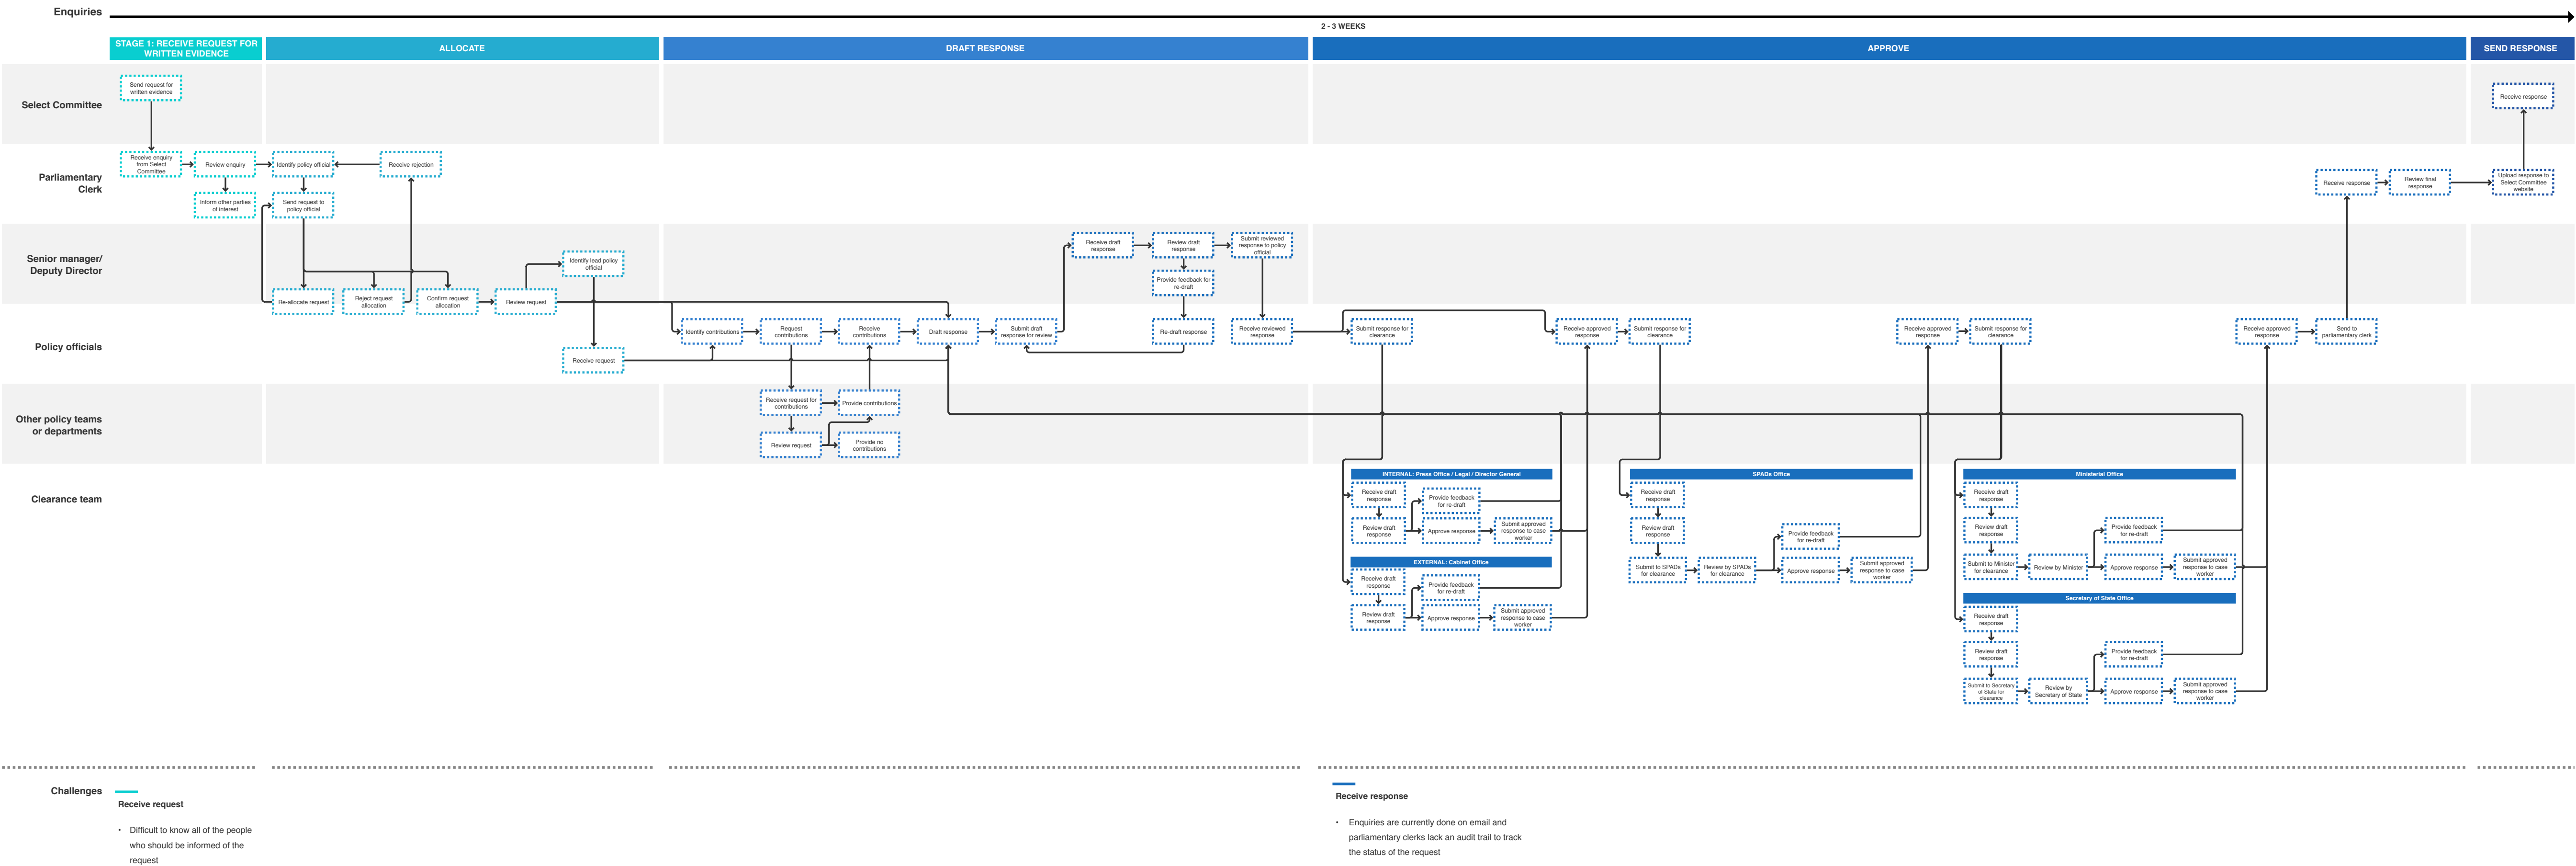 Enquiries
2 - 3 WEEKS
STAGE 1: RECEIVE REQUEST FOR
WRITTEN EVIDENCE
ALLOCATE
DRAFT RESPONSE
APPROVE
SEND RESPONSE
Select Committee
Send request for
written evidence
Receive response
Parliamentary
Clerk
Receive enquiry
from Select
Committee
Review enquiry
Identify policy official
Receive rejection
Inform other parties
of interest
Send request to
policy official
Receive response
Review final
response
Upload response to
Select Committee
website
Senior manager/
Deputy Director
Identify lead policy
official
Re-allocate request
Reject request
allocation
Confirm request
allocation
Review request
Receive draft
response
Review draft
response
Submit reviewed
response to policy
official
Provide feedback for
re-draft
Policy officials
Receive request
Identify contributions
Request
contributions
Receive
contributions
Draft response
Submit draft
response for review
Re-draft response
Receive reviewed
response
Submit response for
clearance
Receive approved
response
Submit response for
clearance
Receive approved
response
Submit response for
clearance
Receive approved
response
Send to
parliamentary clerk
Other policy teams
or departments
Receive request for
contributions
Provide contributions
Review request
Provide no
contributions
Clearance team
INTERNAL: Press Office / Legal / Director General
Receive draft
response
Provide feedback
for re-draft
Review draft
response
Approve response
Submit approved
response to case
worker
EXTERNAL: Cabinet Office
Receive draft
response
Provide feedback
for re-draft
Review draft
response
Approve response
Submit approved
response to case
worker
SPADs Office
Receive draft
response
Review draft
response
Provide feedback
for re-draft
Submit to SPADs
for clearance
Review by SPADs
for clearance
Approve response
Submit approved
response to case
worker
Ministerial Office
Receive draft
response
Review draft
response
Provide feedback
for re-draft
Submit to Minister
for clearance
Review by Minister
Approve response
Submit approved
response to case
worker
Secretary of State Office
Receive draft
response
Review draft
response
Provide feedback
for re-draft
Submit to Secretary
of State for
clearance
Review by
Secretary of State
Approve response
Submit approved
response to case
worker
Challenges
Receive request
• Difficult to know all of the people
who should be informed of the
request
Receive response
• Enquiries are currently done on email and
parliamentary clerks lack an audit trail to track
the status of the request